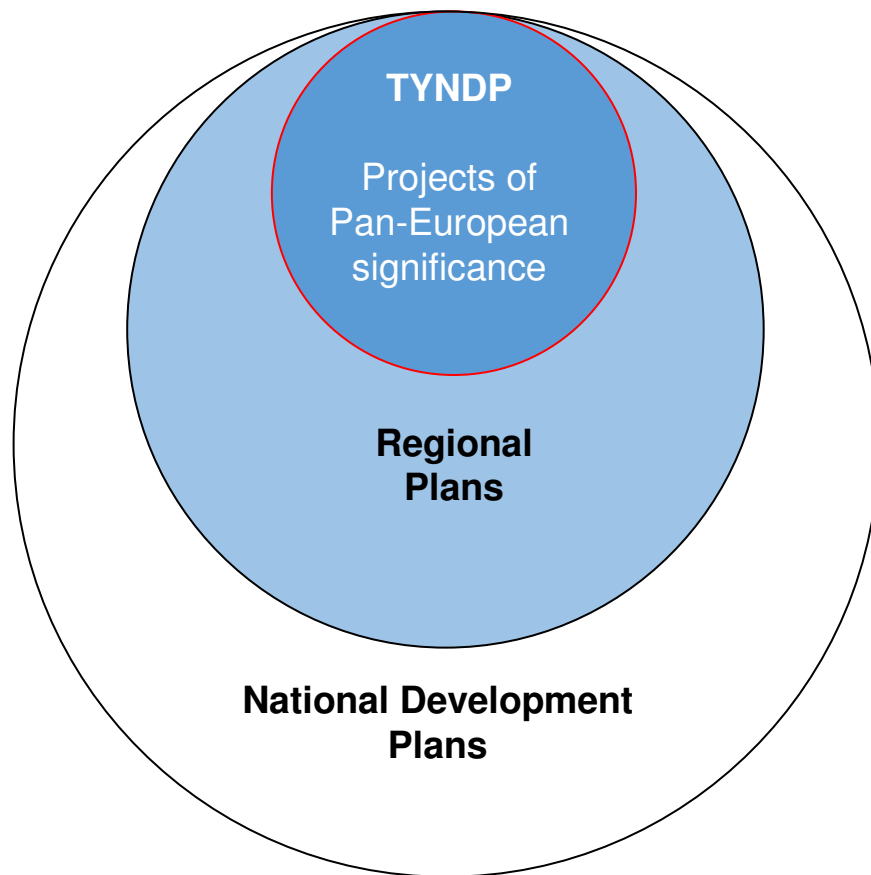 TYNDP
Projects of
Pan-European
significance
Regional
Plans
National Development
Plans